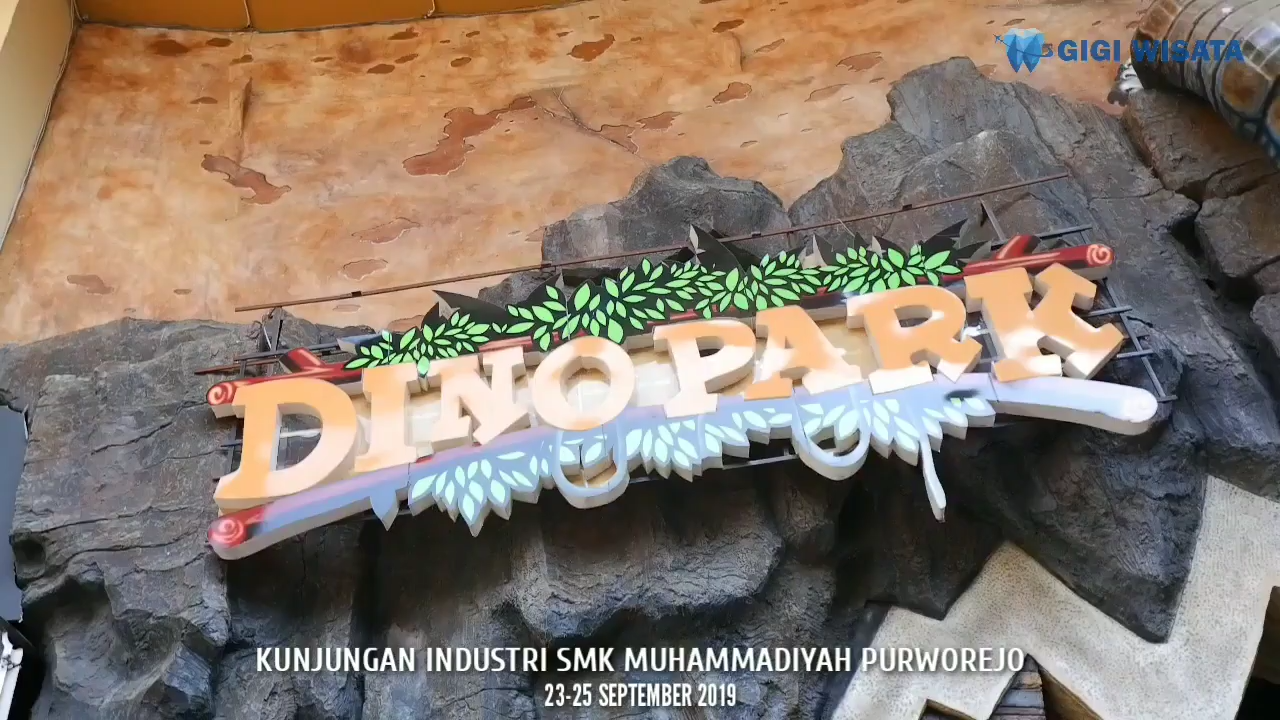 GIGI WISATA
DINO PARK
KUNJUNGAN INDUSTRI SMK MUHAMMADIYAH PURWOREJO
23-25 SEPTEMBER 2019